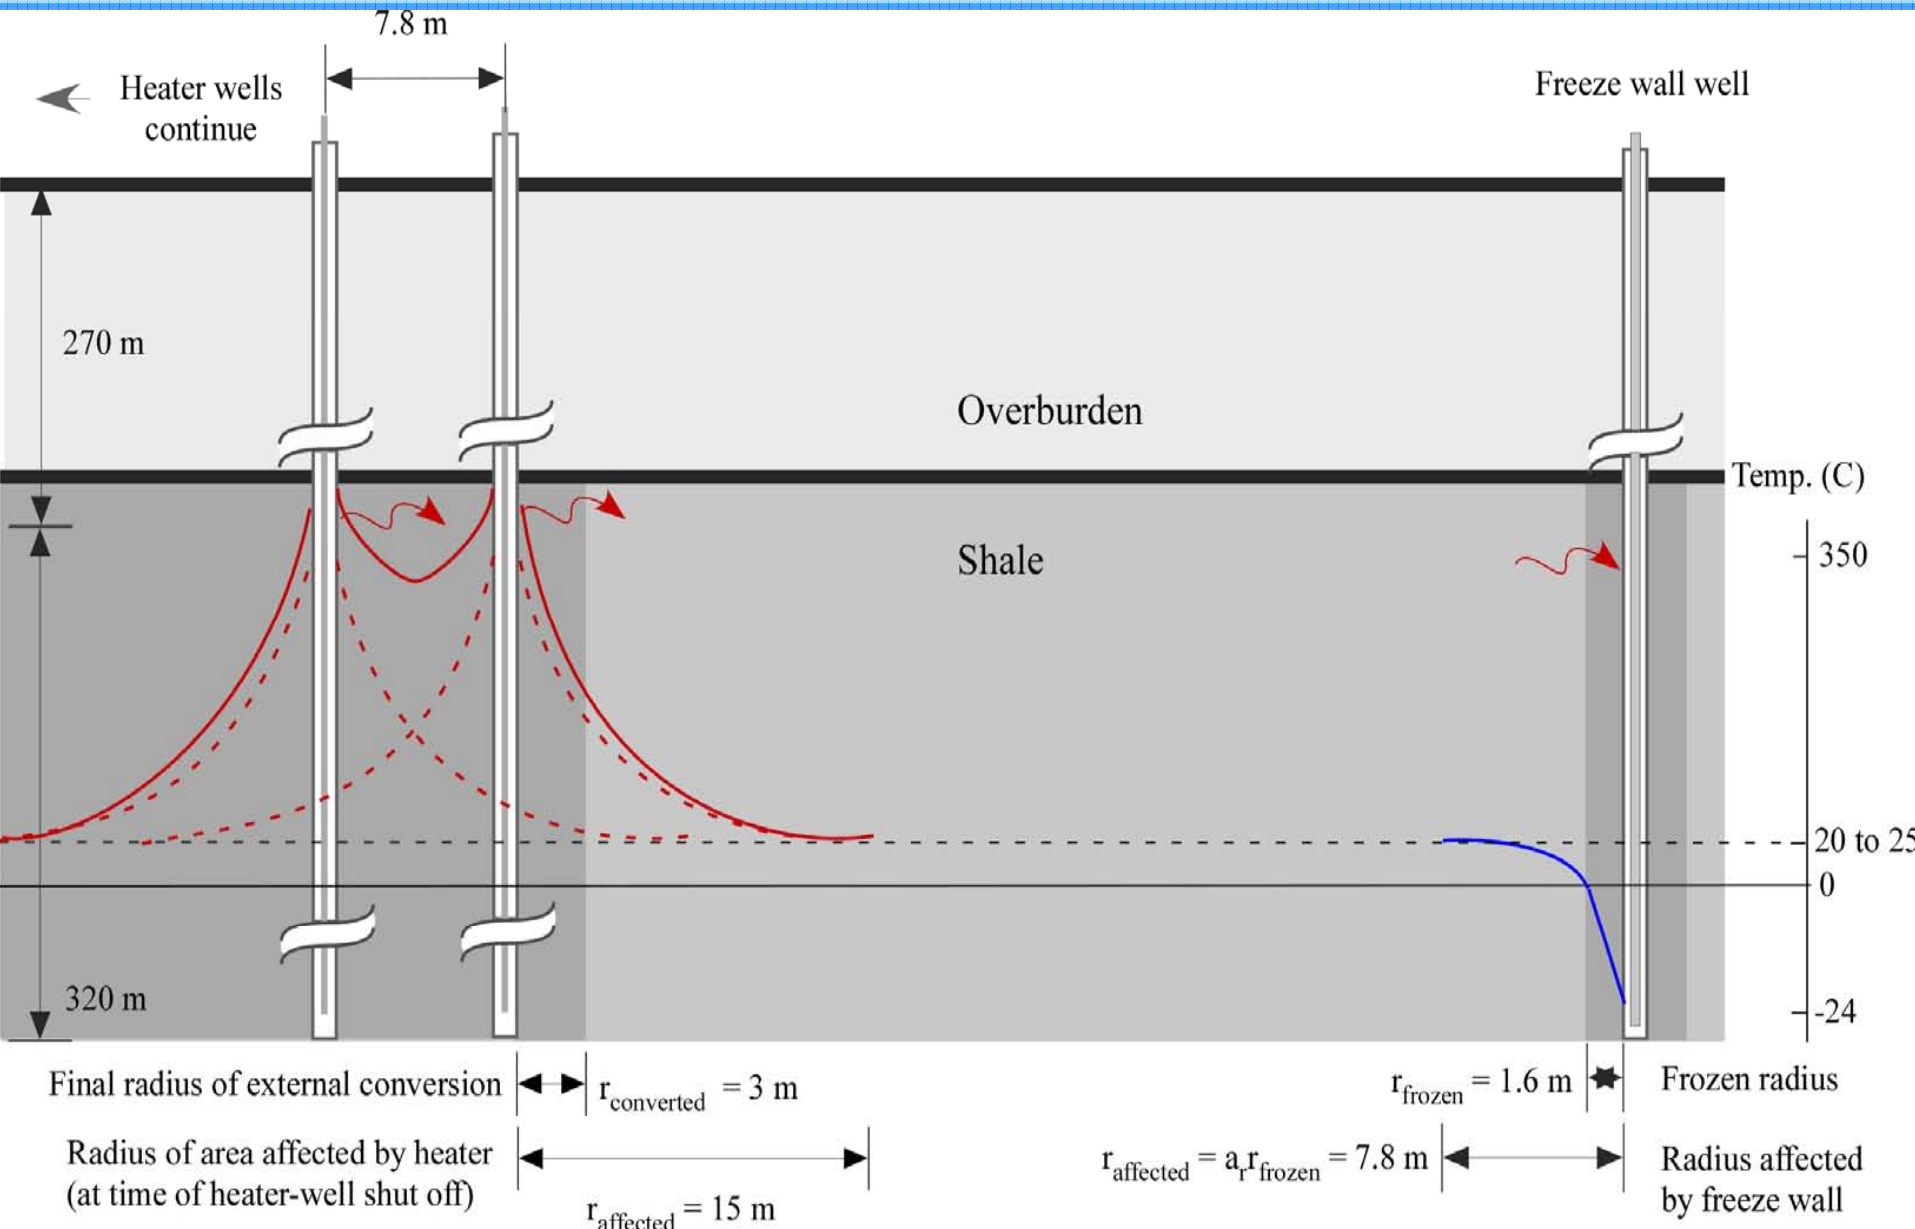 7.8 m
Heater wells
continue
Freeze wall well
270 m
Overburden
Temp. (C)
Shale
350
20 to 25
0
320 m
-24
Final radius of external conversion
rconverted = 3 m
rfrozen = 1.6 m
Frozen radius
Radius of area affected by heater
(at time of heater-well shut off)
raffected = 15 m
raffected = arrfrozen = 7.8 m
Radius affected
by freeze wall